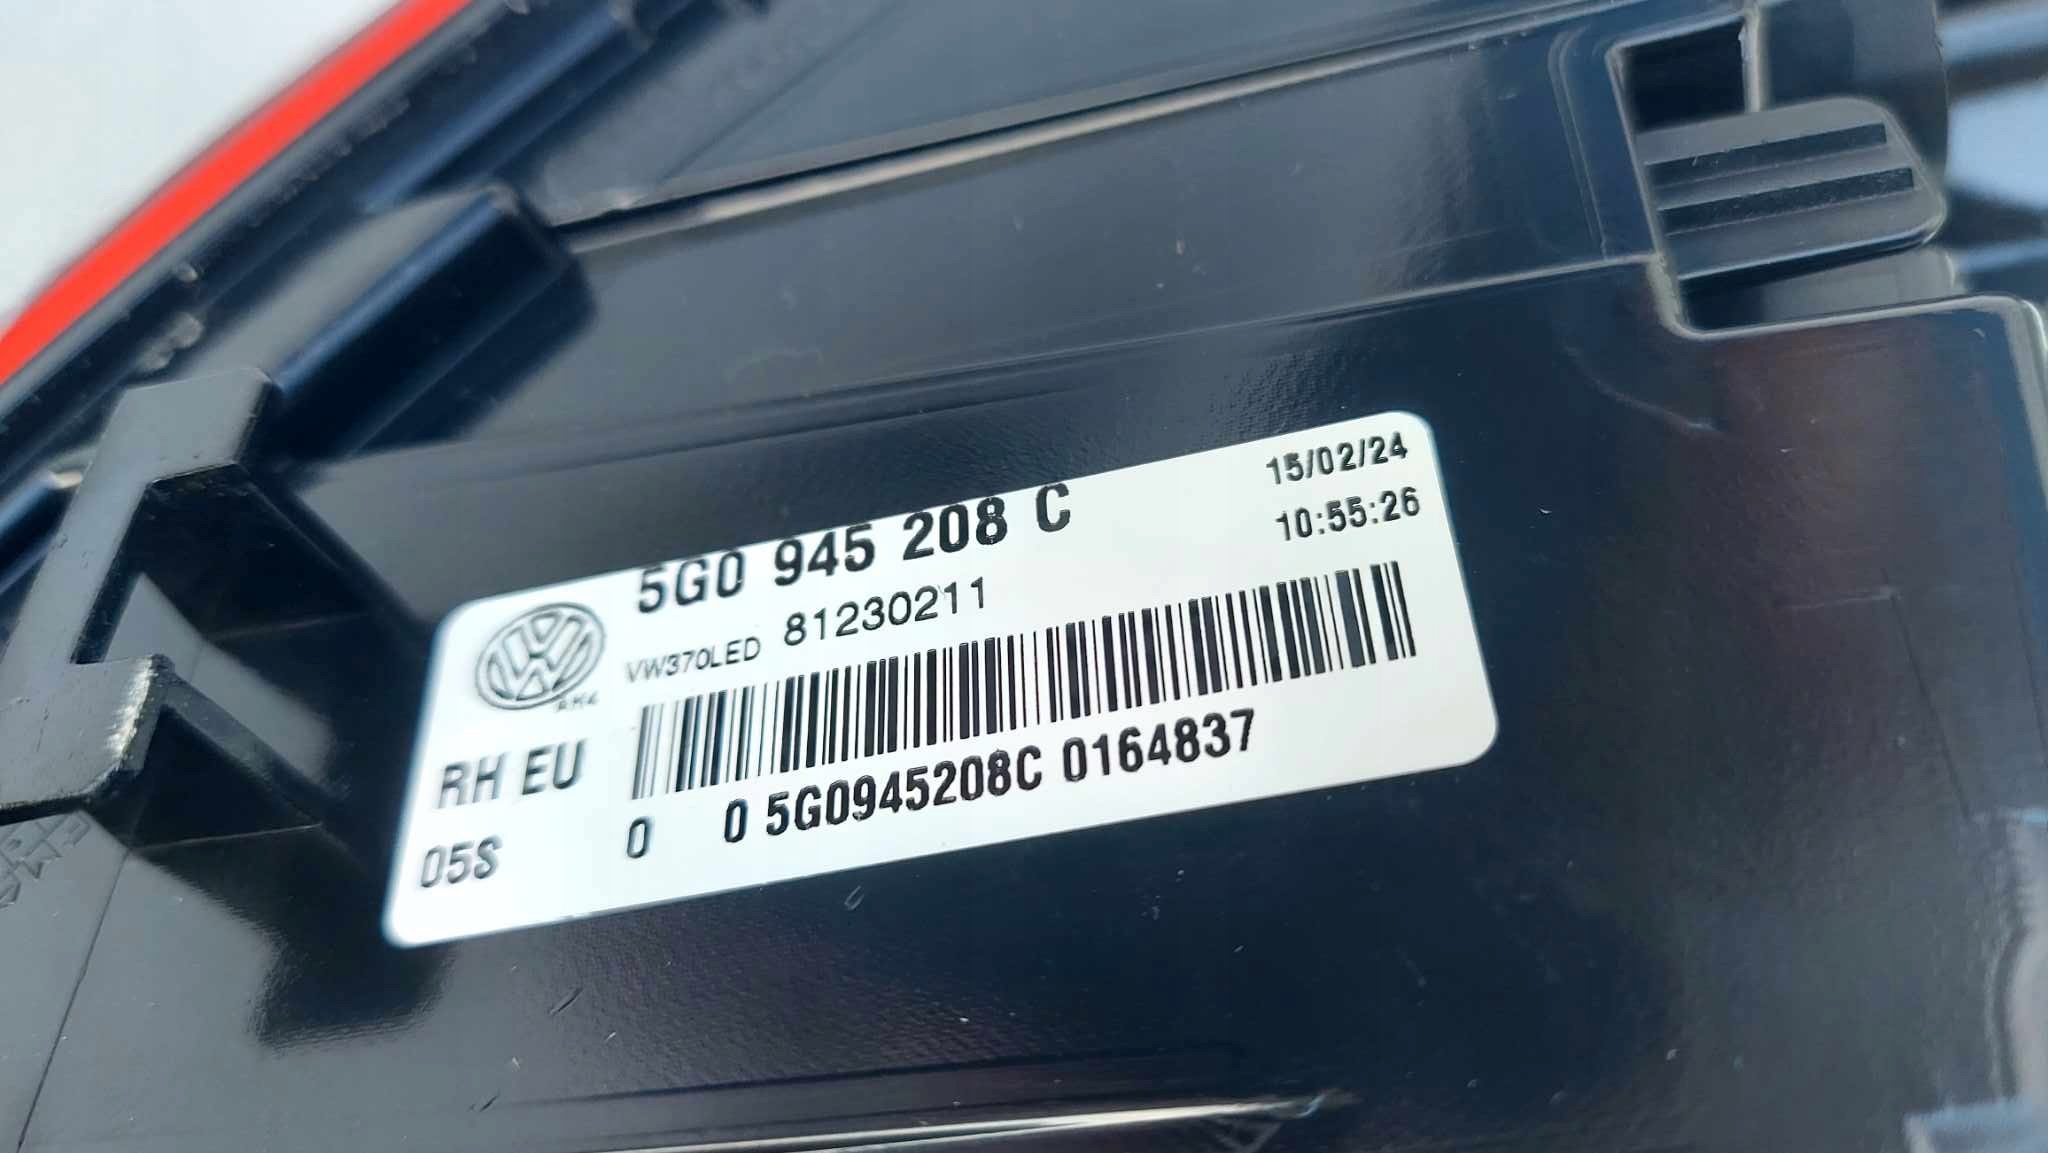 5G0 945 208 C
15/02/24
10:55:26
VW370LED 81230211
RH EU
0 0 5G0945208C 0164837
05S